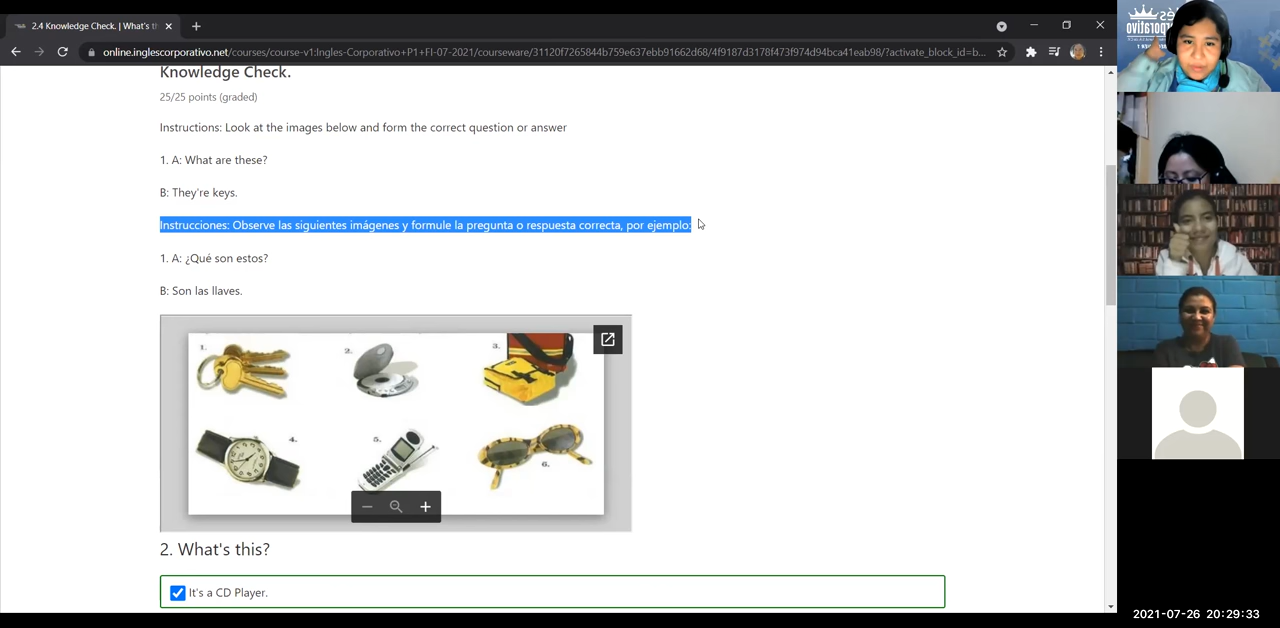 2.4 Knowledge Check. | What's th
online.inglescorporativo.net/courses/course-v1:Ingles-Corporativo+P1+FI-07-2021/courseware/31120f7265844b759e637ebb91662d68/4f9187d3178f473f974d94bca41eab98/?activate_block_id=b...
Knowledge Check.
25/25 points (graded)
Instructions: Look at the images below and form the correct question or answer
1. A: What are these?
B: They're keys.
Instrucciones: Observe las siguientes imágenes y formule la pregunta o respuesta correcta, por ejemplo:
1. A: ¿Qué son estos?
B: Son las llaves.
1.
2.
3.
4.
5.
6.
2. What's this?
It's a CD Player.
2021-07-26 20:29:33